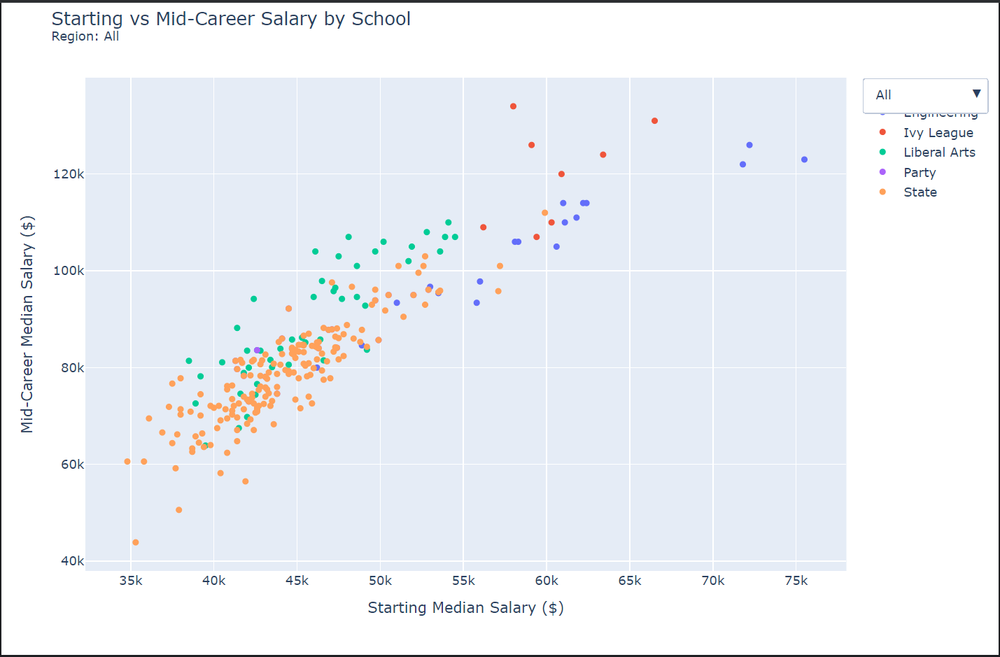 Starting vs Mid-Career Salary by School
Region: All
All ▼
Engineering
Ivy League
Liberal Arts
Party
State
120k
100k
80k
60k
40k
Mid-Career Median Salary ($)
35k 40k 45k 50k 55k 60k 65k 70k 75k
Starting Median Salary ($)